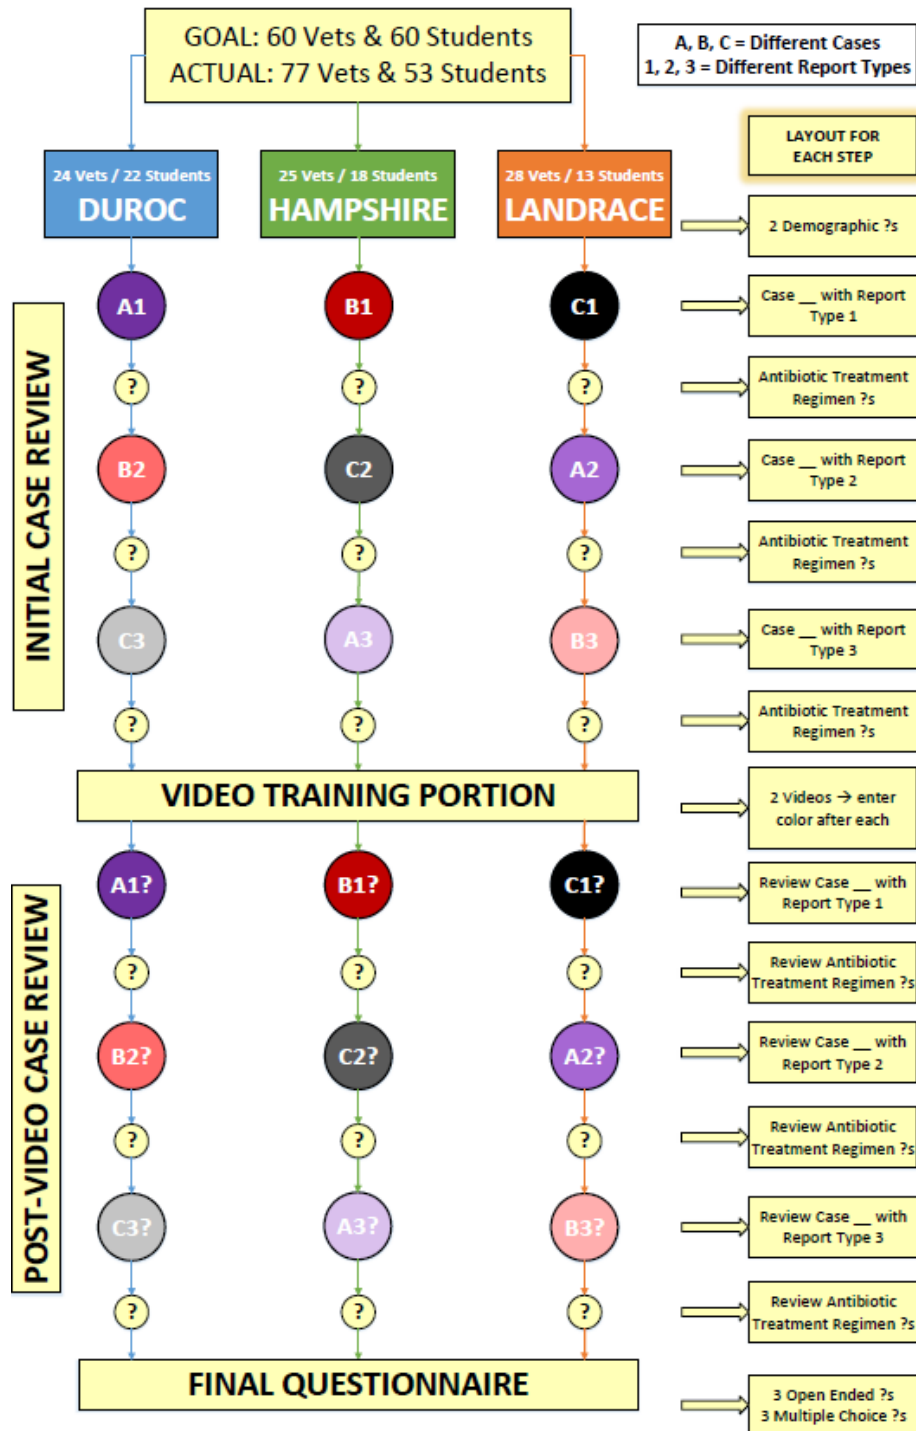 GOAL: 60 Vets & 60 Students
ACTUAL: 77 Vets & 53 Students
A, B, C = Different Cases
1, 2, 3 = Different Report Types
LAYOUT FOR
EACH STEP
24 Vets / 22 Students
DUROC
25 Vets / 18 Students
HAMPSHIRE
28 Vets / 13 Students
LANDRACE
2 Demographic ?s
INITIAL CASE REVIEW
A1
B1
C1
Case __ with Report
Type 1
?
?
?
Antibiotic Treatment
Regimen ?s
B2
C2
A2
Case __ with Report
Type 2
?
?
?
Antibiotic Treatment
Regimen ?s
C3
A3
B3
Case __ with Report
Type 3
?
?
?
Antibiotic Treatment
Regimen ?s
VIDEO TRAINING PORTION
2 Videos → enter
color after each
POST-VIDEO CASE REVIEW
A1?
B1?
C1?
Review Case __ with
Report Type 1
?
?
?
Review Antibiotic
Treatment Regimen ?s
B2?
C2?
A2?
Review Case __ with
Report Type 2
?
?
?
Review Antibiotic
Treatment Regimen ?s
C3?
A3?
B3?
Review Case __ with
Report Type 3
?
?
?
Review Antibiotic
Treatment Regimen ?s
FINAL QUESTIONNAIRE
3 Open Ended ?s
3 Multiple Choice ?s